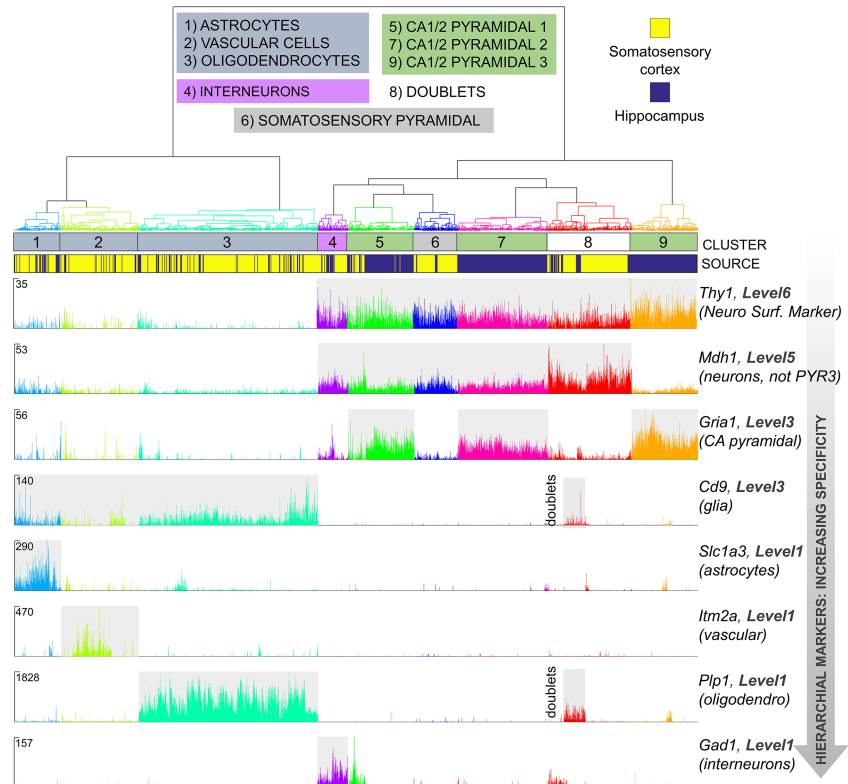 1) ASTROCYTES
2) VASCULAR CELLS
3) OLIGODENDROCYTES
5) CA1/2 PYRAMIDAL 1
7) CA1/2 PYRAMIDAL 2
9) CA1/2 PYRAMIDAL 3
4) INTERNEURONS
8) DOUBLETS
6) SOMATOSENSORY PYRAMIDAL
Somatosensory
cortex
Hippocampus
1 2 3 4 5 6 7 8 9 CLUSTER
SOURCE
35
Thy1, Level6
(Neuro Surf. Marker)
53
Mdh1, Level5
(neurons, not PYR3)
56
Gria1, Level3
(CA pyramidal)
140
doublets
Cd9, Level3
(glia)
290
Slc1a3, Level1
(astrocytes)
470
Itm2a, Level1
(vascular)
1828
doublets
Plp1, Level1
(oligodendro)
157
Gad1, Level1
(interneurons)
HIERARCHIAL MARKERS: INCREASING SPECIFICITY